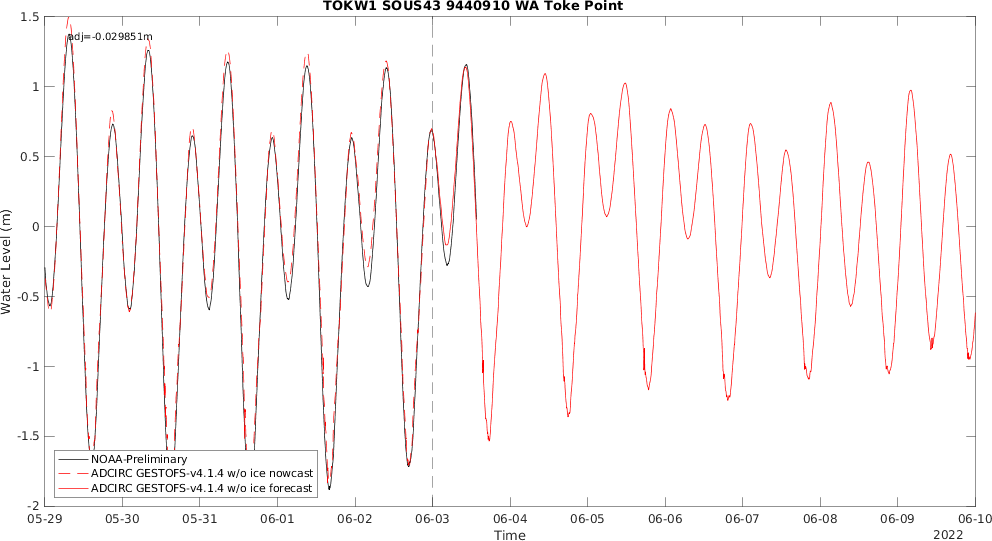 TOKW1 SOUS43 9440910 WA Toke Point
adj=-0.029851m
Water Level (m)
1.5
1
0.5
0
-0.5
-1
-1.5
-2
NOAA-Preliminary
ADCIRC GESTOFS-v4.1.4 w/o ice nowcast
ADCIRC GESTOFS-v4.1.4 w/o ice forecast
05-29 05-30 05-31 06-01 06-02 06-03 06-04 06-05 06-06 06-07 06-08 06-09 06-10
Time
2022